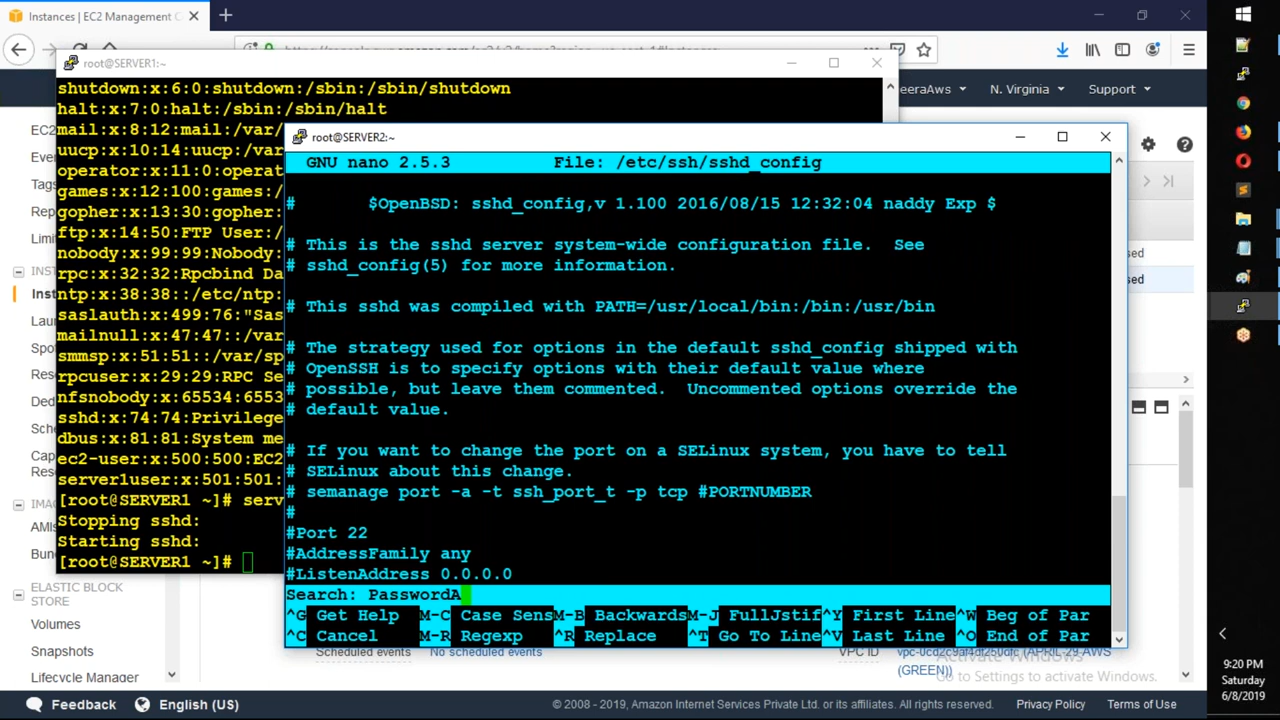 Instances | EC2 Management C
root@SERVER1:~
eeraAws
N. Virginia
Support
EC2
Tags
shutdown:x:6:0:shutdown:/sbin:/sbin/shutdown
halt:x:7:0:halt:/sbin:/sbin/halt
mail:x:8:12:mail:/var/
uucp:x:10:14:uucp:/var
operator:x:11:0:operat
games:x:12:100:games:/
gopher:x:13:30:gopher:
ftp:x:14:50:FTP User:/
nobody:x:99:99:Nobody:
rpc:x:32:32:Rpcbind Da
ntp:x:38:38::/etc/ntp:
saslauth:x:499:76:"Sas
mailnull:x:47:47::/var
smmsp:x:51:51::/var/sp
rpcuser:x:29:29:RPC Se
nfsnobody:x:65534:6553
sshd:x:74:74:Privilege
dbus:x:81:81:System me
ec2-user:x:500:500:EC2
server1user:x:501:501:
[root@SERVER1 ~]# serv
Stopping sshd:
Starting sshd:
[root@SERVER1 ~]#
root@SERVER2:~
GNU nano 2.5.3 File: /etc/ssh/sshd_config
# $OpenBSD: sshd_config,v 1.100 2016/08/15 12:32:04 naddy Exp $
# This is the sshd server system-wide configuration file. See
# sshd_config(5) for more information.
# This sshd was compiled with PATH=/usr/local/bin:/bin:/usr/bin
# The strategy used for options in the default sshd_config shipped with
# OpenSSH is to specify options with their default value where
# possible, but leave them commented. Uncommented options override the
# default value.
# If you want to change the port on a SELinux system, you have to tell
# SELinux about this change.
# semanage port -a -t ssh_port_t -p tcp #PORTNUMBER
#
#Port 22
#AddressFamily any
#ListenAddress 0.0.0.0
Search: PasswordA
^G Get Help M-C Case SensM-B BackwardsM-J FullJstif^Y First Line^W Beg of Par
^C Cancel M-R Regexp ^R Replace ^T Go To Line^V Last Line ^O End of Par
ELASTIC BLOCK
STORE
Volumes
Snapshots
Lifecycle Manager
Scheduled events
No scheduled events
VPC ID
vpc-0cd2c9af4df250dfc (APRIL-29-AWS
(GREEN))
Activate Windows
Go to Settings to activate Windows.
Feedback
English (US)
© 2008 - 2019, Amazon Internet Services Private Ltd. or its affiliates. All rights reserved.
Privacy Policy
Terms of Use
9:20 PM
Saturday
6/8/2019